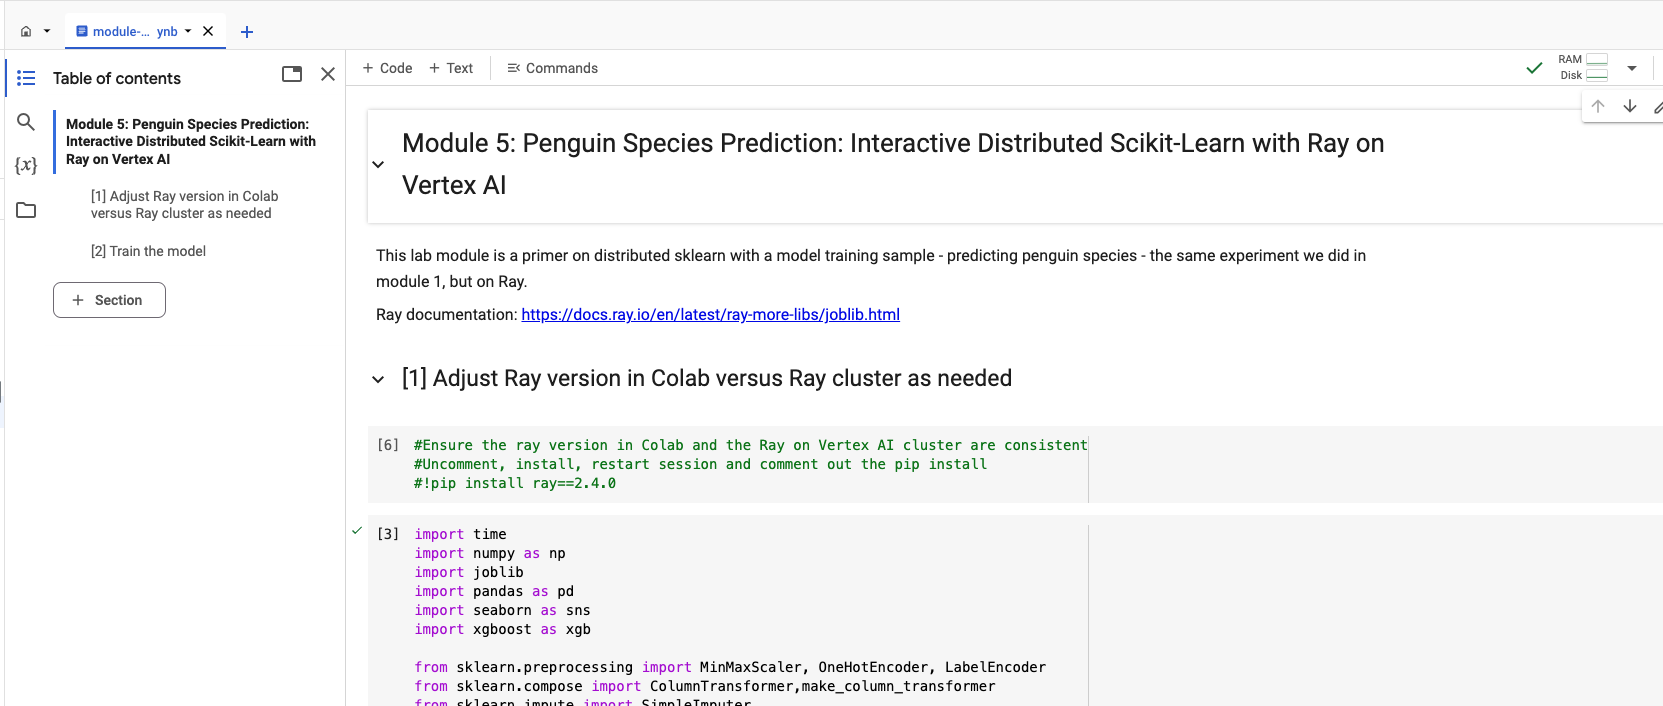 module-... ynb
Table of contents
+ Code + Text Commands
RAM
Disk
Module 5: Penguin Species Prediction:
Interactive Distributed Scikit-Learn with
Ray on Vertex AI
[1] Adjust Ray version in Colab
versus Ray cluster as needed
[2] Train the model
+ Section
{x}
Module 5: Penguin Species Prediction: Interactive Distributed Scikit-Learn with Ray on
Vertex AI
This lab module is a primer on distributed sklearn with a model training sample - predicting penguin species - the same experiment we did in
module 1, but on Ray.
Ray documentation: https://docs.ray.io/en/latest/ray-more-libs/joblib.html
[1] Adjust Ray version in Colab versus Ray cluster as needed
[6] #Ensure the ray version in Colab and the Ray on Vertex AI cluster are consistent
#Uncomment, install, restart session and comment out the pip install
#!pip install ray==2.4.0
[3] import time
import numpy as np
import joblib
import pandas as pd
import seaborn as sns
import xgboost as xgb
from sklearn.preprocessing import MinMaxScaler, OneHotEncoder, LabelEncoder
from sklearn.compose import ColumnTransformer,make_column_transformer
from sklearn.impute import SimpleImputer